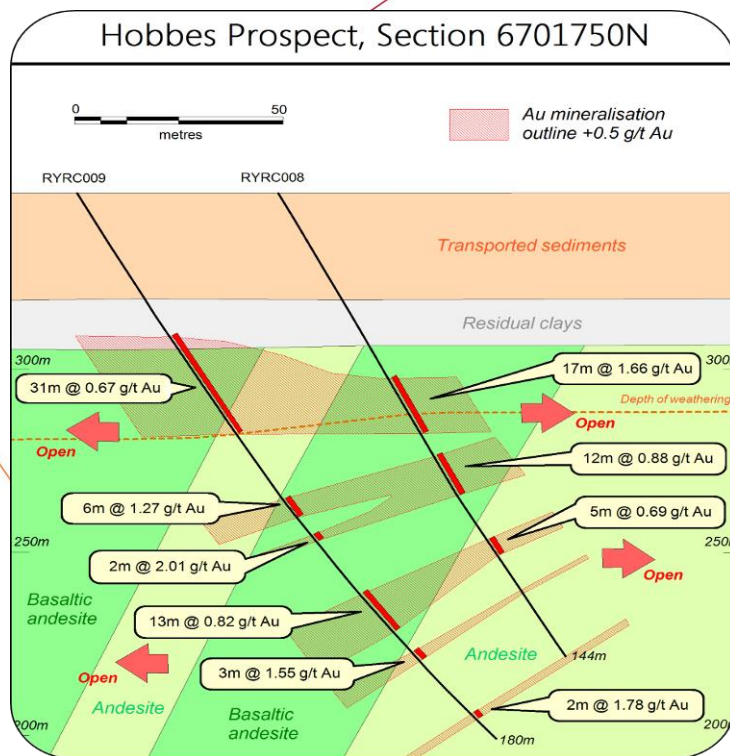 Hobbes Prospect, Section 6701750N
0 50
metres
Au mineralisation
outline +0.5 g/t Au
RYRC009
RYRC008
Transported sediments
Residual clays
300m
300m
17m @ 1.66 g/t Au
31m @ 0.67 g/t Au
Depth of weathering
Open
Open
12m @ 0.88 g/t Au
6m @ 1.27 g/t Au
5m @ 0.69 g/t Au
2m @ 2.01 g/t Au
250m
250m
Open
Basaltic
andesite
13m @ 0.82 g/t Au
Andesite
144m
3m @ 1.55 g/t Au
Open
Andesite
Basaltic
andesite
2m @ 1.78 g/t Au
200m
200m
180m